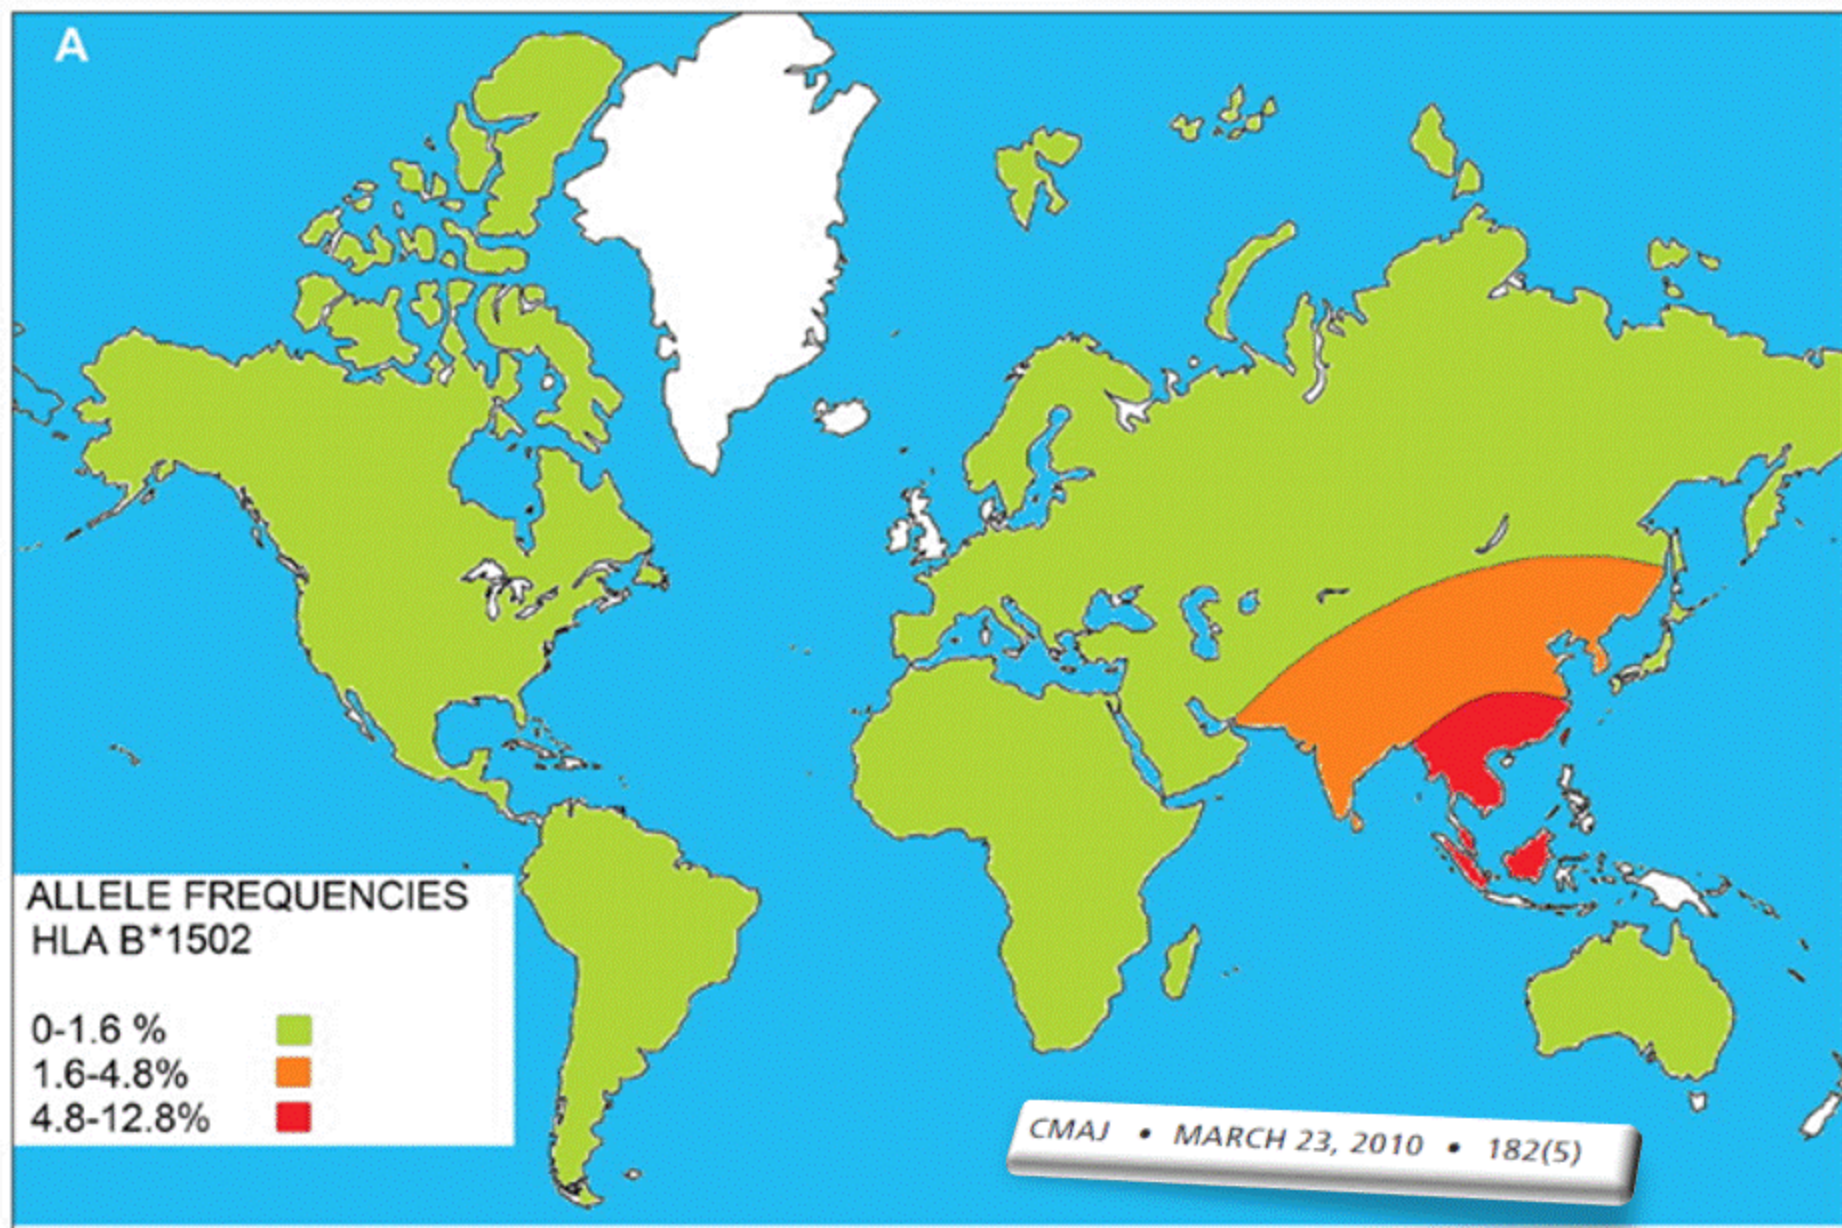 A
ALLELE FREQUENCIES
HLA B*1502
0-1.6 %
1.6-4.8%
4.8-12.8%
CMAJ • MARCH 23, 2010 • 182(5)